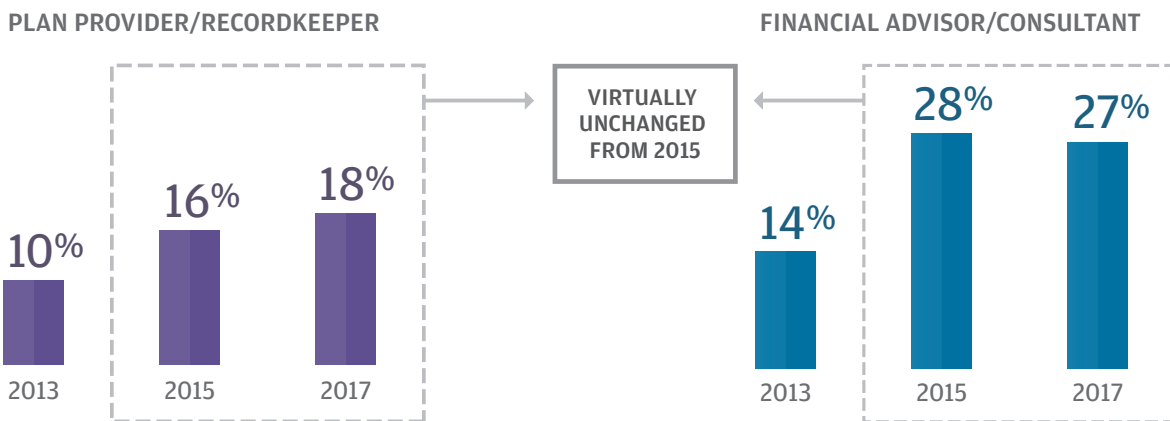 PLAN PROVIDER/RECORDKEEPER
10%
16%
18%
2013
2015
2017
VIRTUALLY
UNCHANGED
FROM 2015
FINANCIAL ADVISOR/CONSULTANT
14%
28%
27%
2013
2015
2017